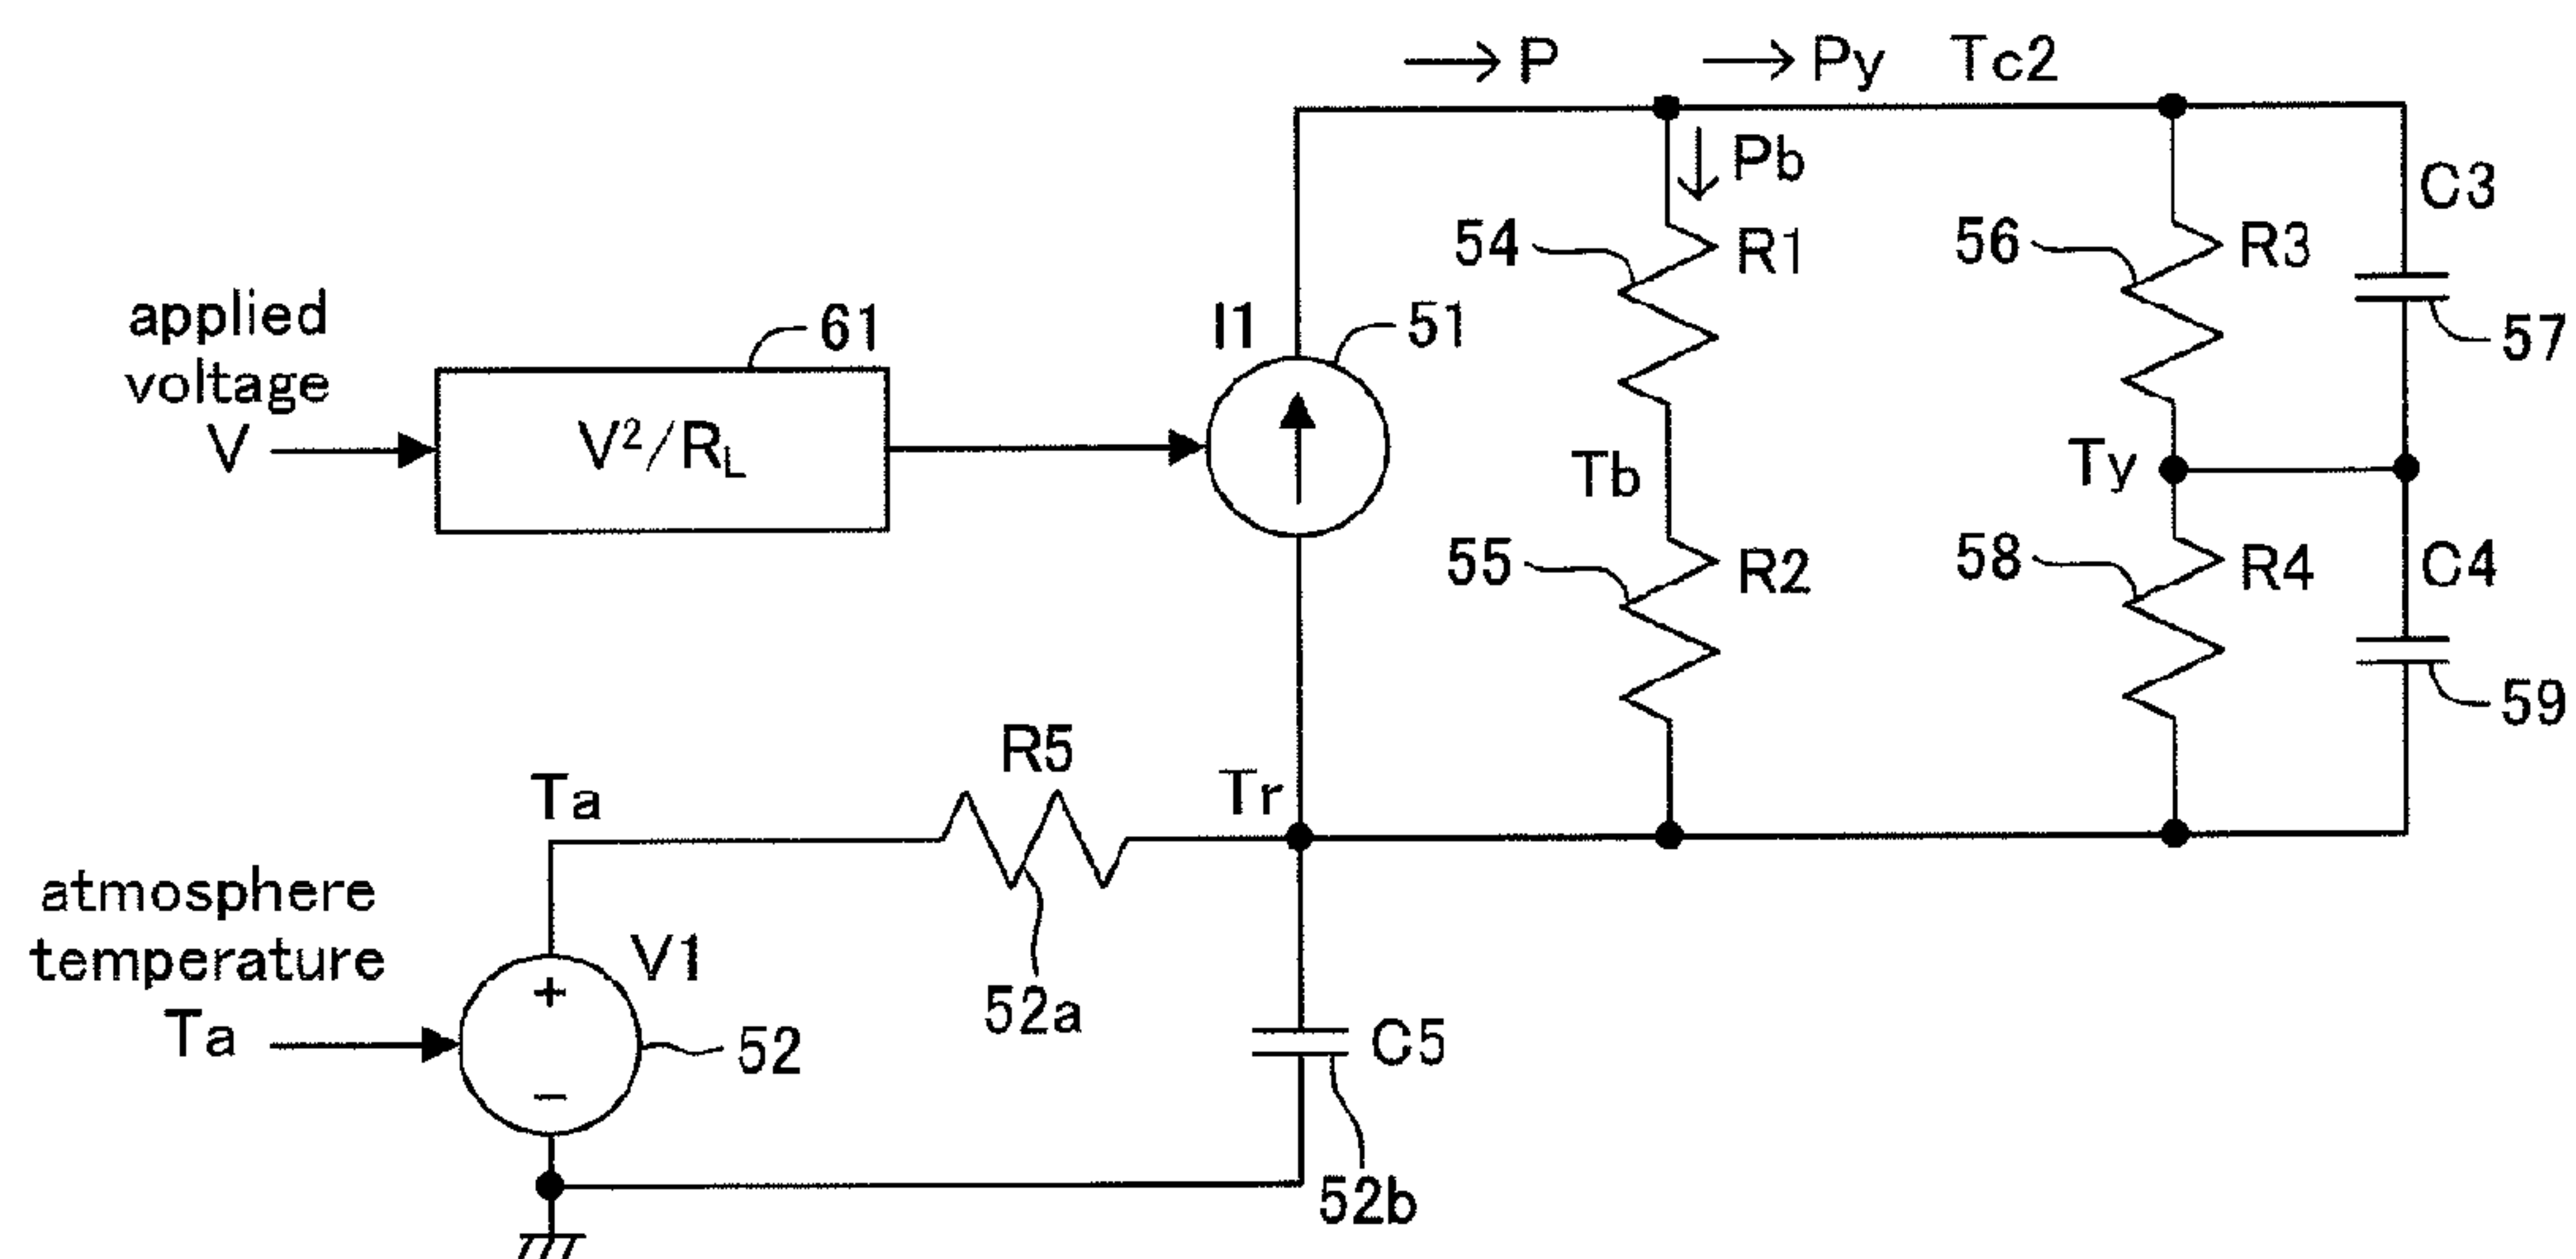 P
Py
Tc2
Pb
C3
54
R1
56
R3
applied
voltage
V
61
I1
51
57
V²/RL
Tb
Ty
55
R2
58
R4
C4
59
R5
Ta
Tr
atmosphere
temperature
Ta
V1
+
−
52
52a
C5
52b